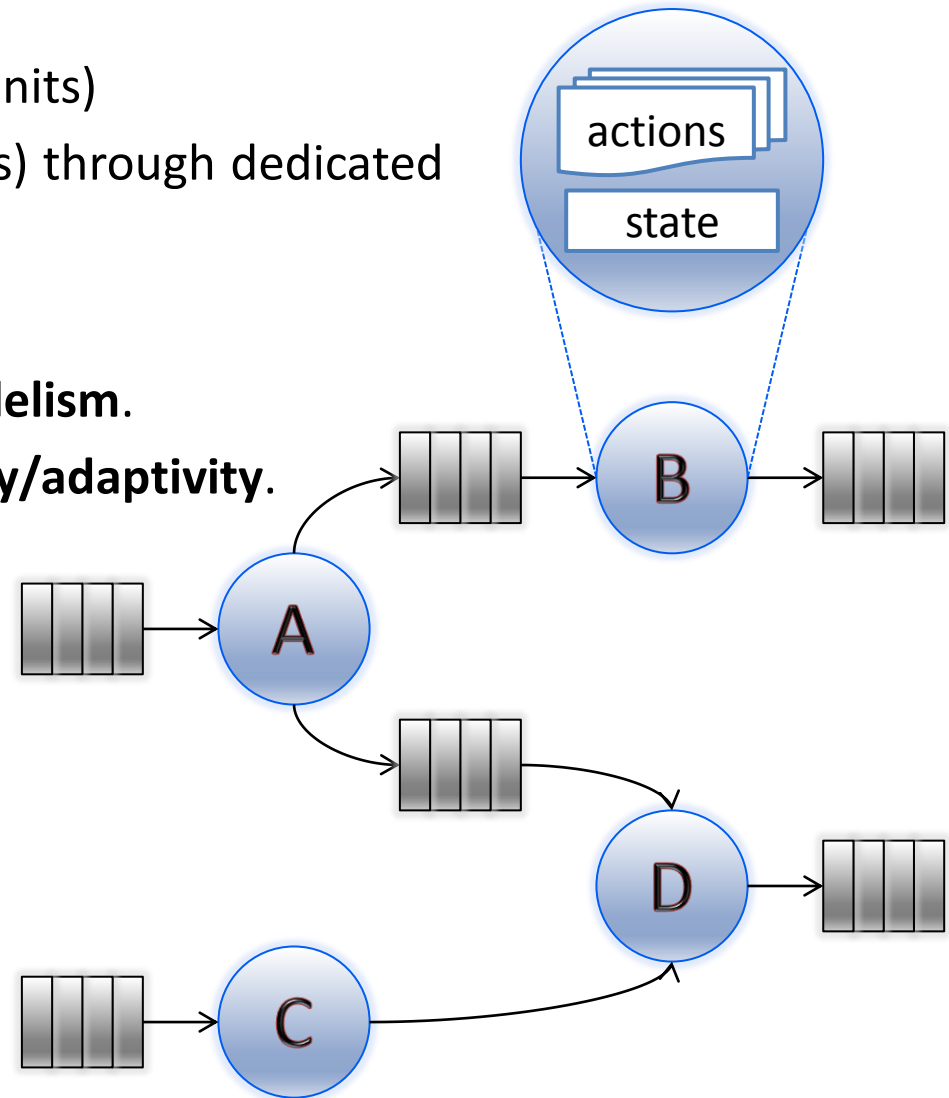 nits)
s) through dedicated
lelism.
y/adaptivity.
actions
state
B
A
D
C